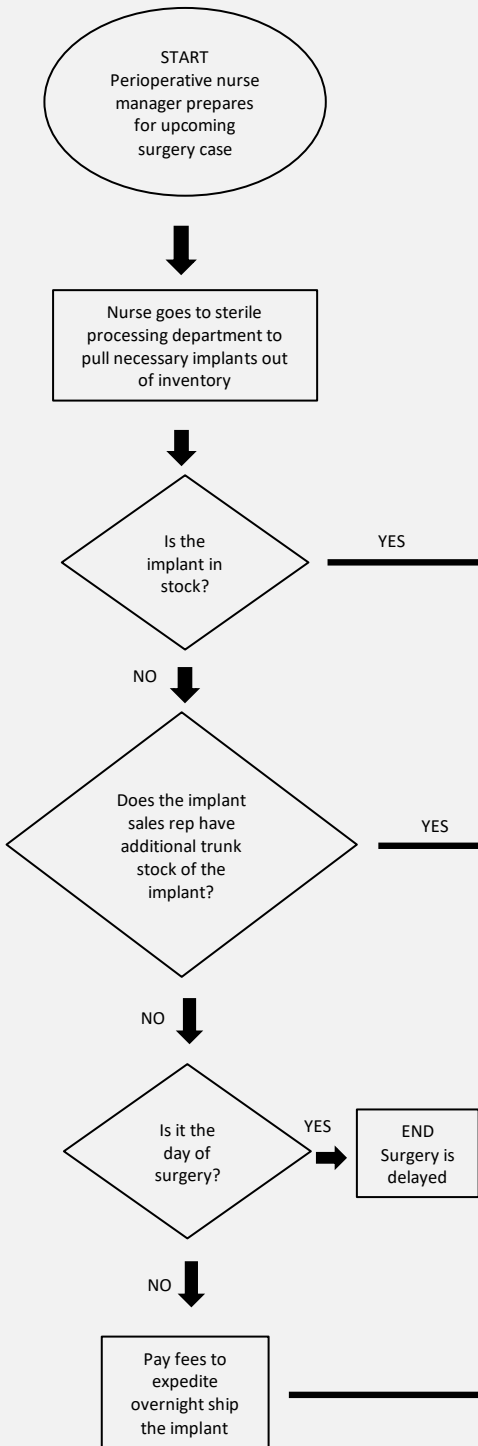 START
Perioperative nurse
manager prepares
for upcoming
surgery case
Nurse goes to sterile
processing department to
pull necessary implants out
of inventory
Is the
implant in
stock?
YES
NO
Does the implant
sales rep have
additional trunk
stock of the
implant?
YES
NO
Is it the
day of
surgery?
YES
END
Surgery is
delayed
NO
Pay fees to
expedite
overnight ship
the implant